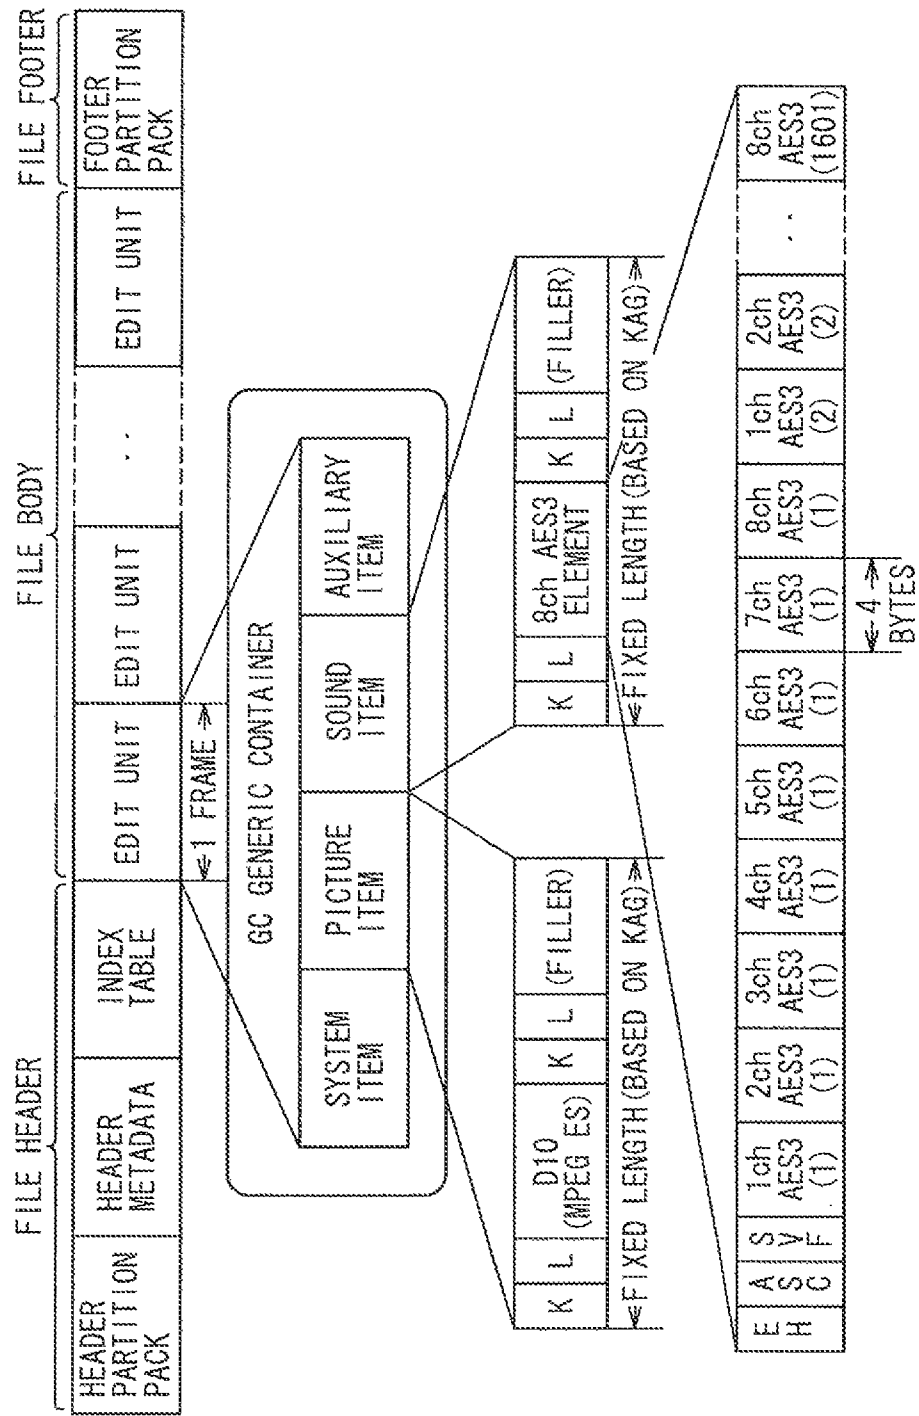 FILE HEADER
FILE BODY
FILE FOOTER
HEADER
PARTITION
PACK
HEADER
METADATA
INDEX
TABLE
EDIT UNIT
EDIT UNIT
. .
EDIT UNIT
FOOTER
PARTITION
PACK
1 FRAME
GC GENERIC CONTAINER
SYSTEM
ITEM
PICTURE
ITEM
SOUND
ITEM
AUXILIARY
ITEM
K
L
D10
(MPEG ES)
K
L
(FILLER)
FIXED LENGTH(BASED ON KAG)
K
L
8ch AES3
ELEMENT
K
L
(FILLER)
FIXED LENGTH(BASED ON KAG)
E
H
A
S
C
S
V
F
1ch
AES3
(1)
2ch
AES3
(1)
3ch
AES3
(1)
4ch
AES3
(1)
5ch
AES3
(1)
6ch
AES3
(1)
7ch
AES3
(1)
8ch
AES3
(1)
1ch
AES3
(2)
2ch
AES3
(2)
. .
8ch
AES3
(1601)
4
BYTES